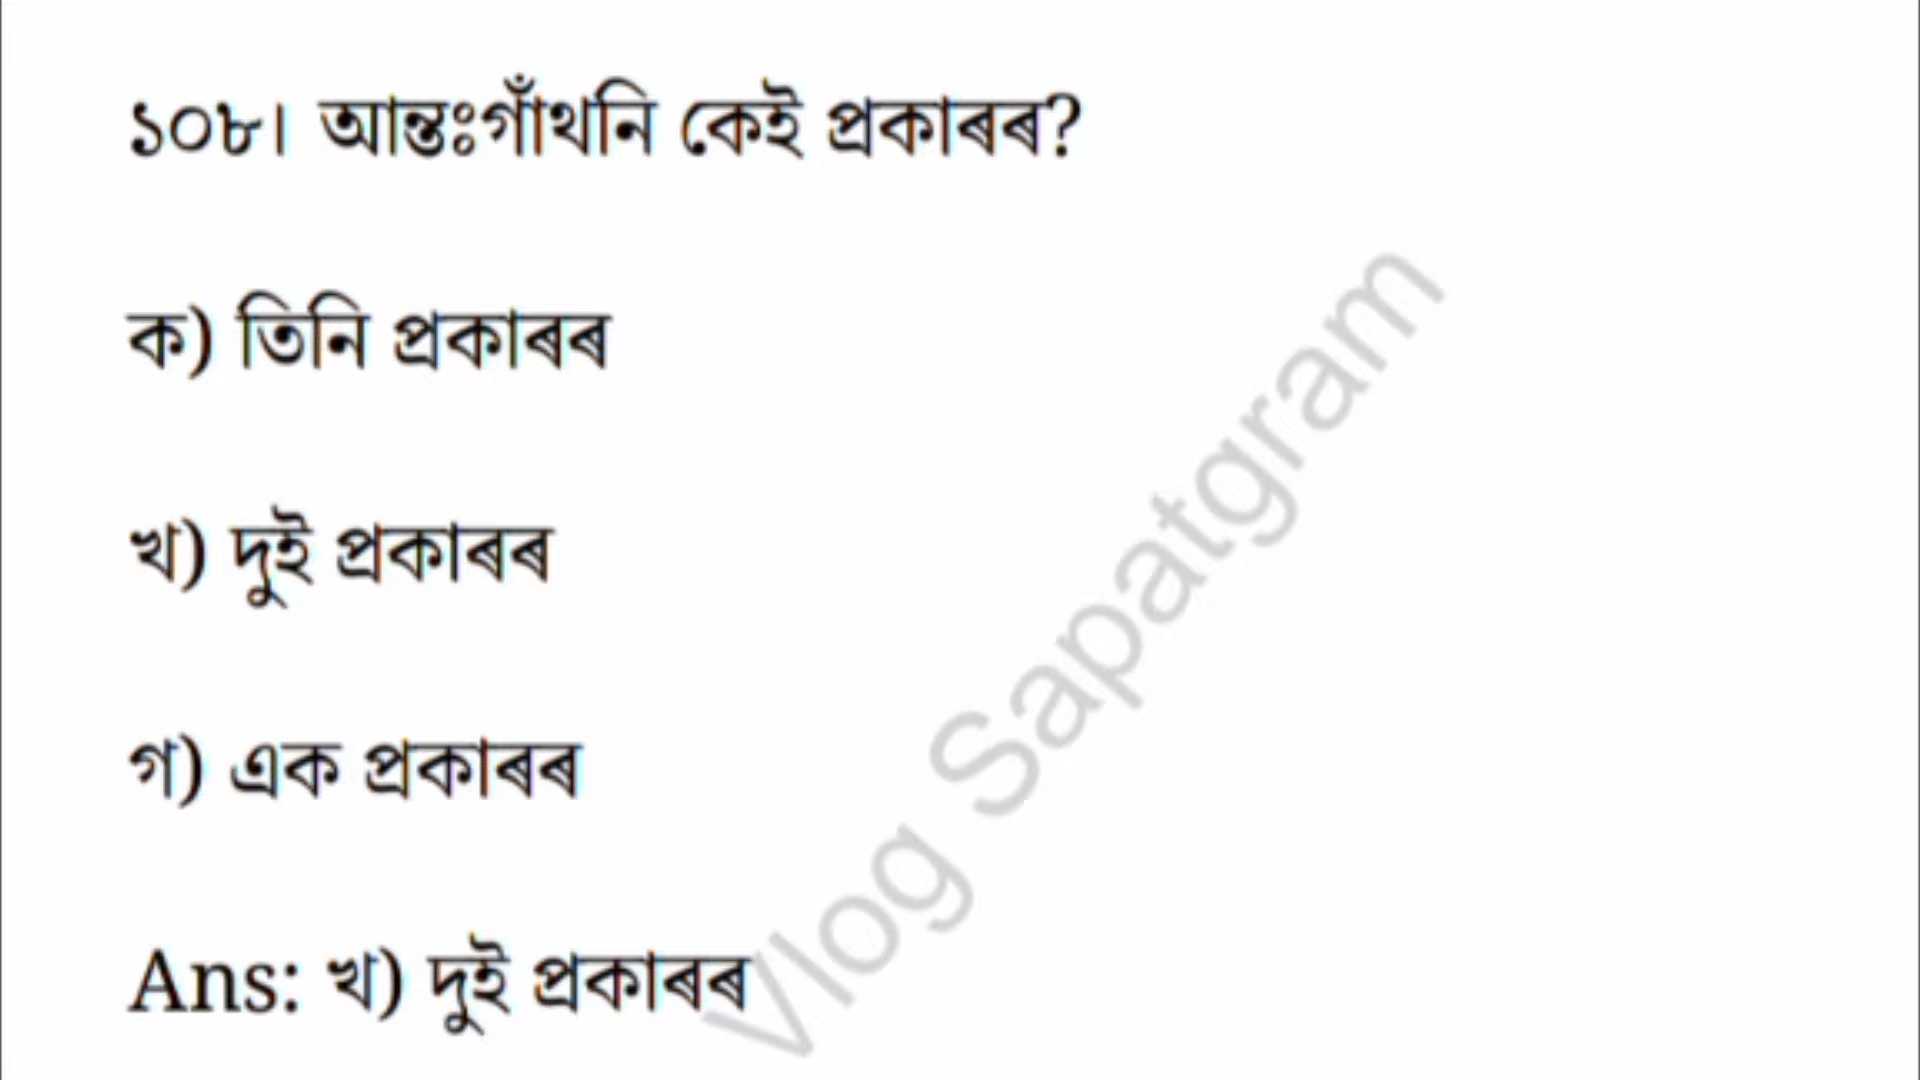 ১০৮। আন্তঃগাঁথনি কেই প্ৰকাৰৰ?
ক) তিনি প্ৰকাৰৰ
খ) দুই প্ৰকাৰৰ
গ) এক প্ৰকাৰৰ
Ans: খ) দুই প্ৰকাৰৰ
Vlog Sapatgram